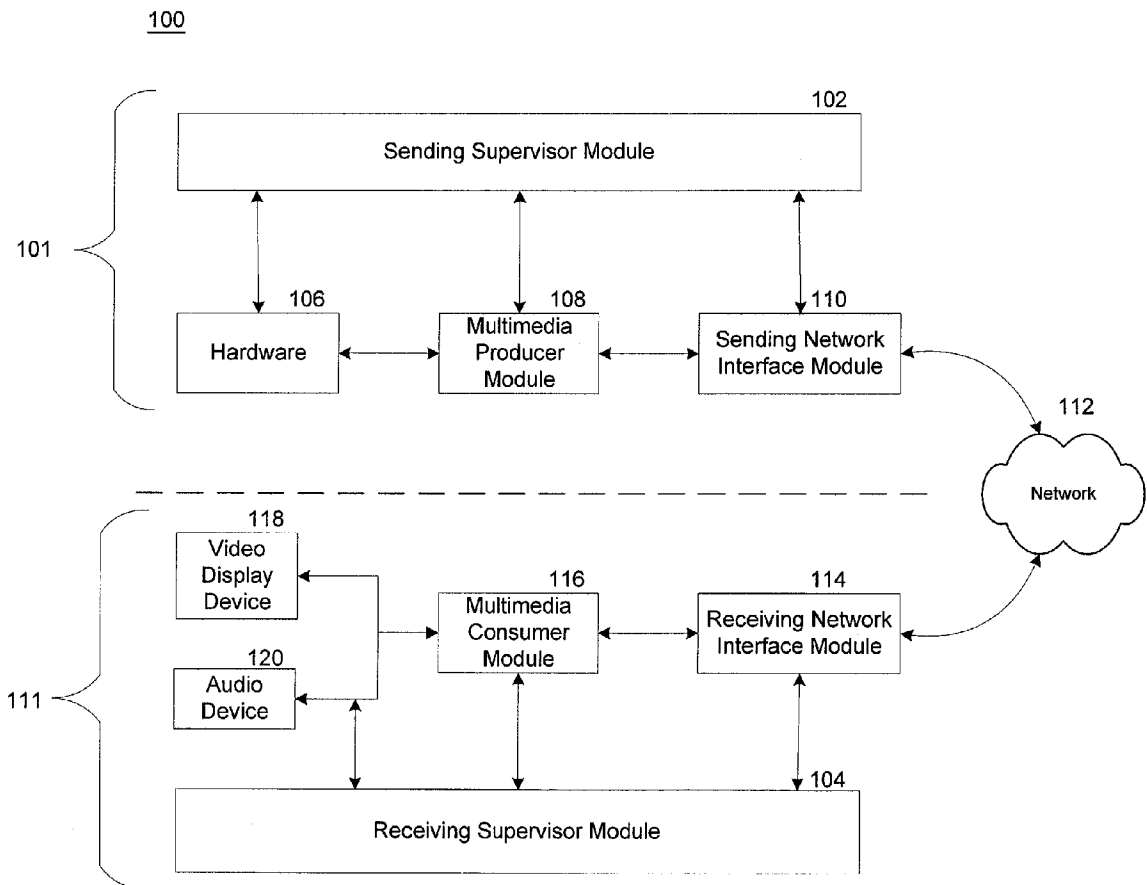 100
102
Sending Supervisor Module
101
106
Hardware
108
Multimedia
Producer
Module
110
Sending Network
Interface Module
112
Network
118
Video
Display
Device
116
Multimedia
Consumer
Module
114
Receiving Network
Interface Module
120
Audio
Device
111
104
Receiving Supervisor Module